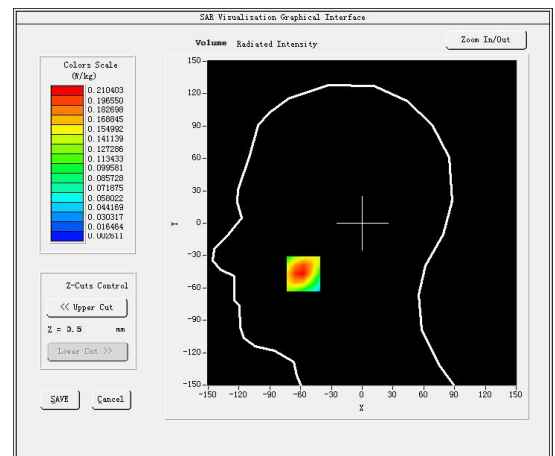 SAR Visualisation Graphical Interface
Volume Radiated Intensity
Zoom In/Out
Colors Scale
(W/kg)
0.210403
0.196550
0.182698
0.168845
0.154992
0.141139
0.127286
0.113433
0.099581
0.085728
0.071875
0.058022
0.044169
0.030317
0.016464
0.002611
Z-Cuts Control
<< Upper Cut
Z = 0.5 mm
Lower Cut >>
SAVE Cancel
150
120
90
60
30
0
-30
-60
-90
-120
-150
Y
-150 -120 -90 -60 -30 0 30 60 90 120 150
X